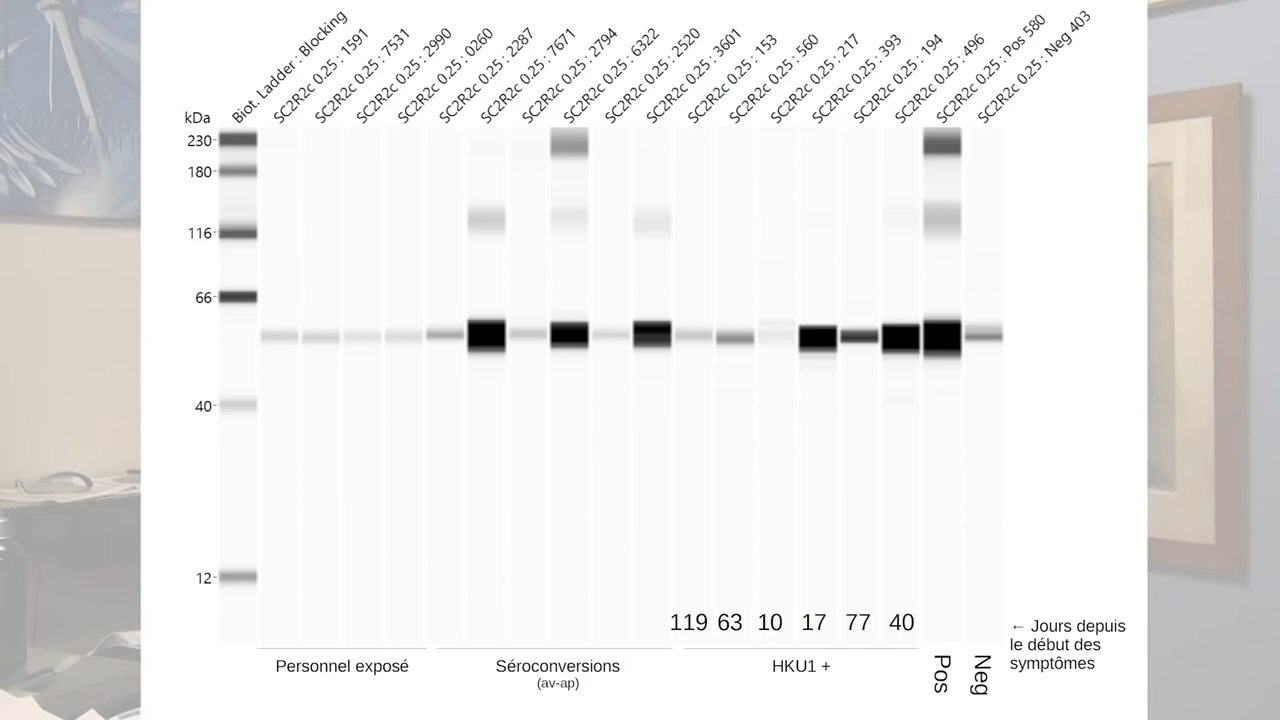 Biot. Ladder : Blocking
SC2R2c 0.25 : 1591
SC2R2c 0.25 : 7531
SC2R2c 0.25 : 2990
SC2R2c 0.25 : 0260
SC2R2c 0.25 : 2287
SC2R2c 0.25 : 7671
SC2R2c 0.25 : 2794
SC2R2c 0.25 : 6322
SC2R2c 0.25 : 2520
SC2R2c 0.25 : 3601
SC2R2c 0.25 : 153
SC2R2c 0.25 : 560
SC2R2c 0.25 : 217
SC2R2c 0.25 : 393
SC2R2c 0.25 : 194
SC2R2c 0.25 : 496
SC2R2c 0.25 : Pos 580
SC2R2c 0.25 : Neg 403
kDa
230
180
116
66
40
12
119 63 10 17 77 40
← Jours depuis
le début des
symptômes
Personnel exposé
Séroconversions
(av-ap)
HKU1 +
Pos
Neg